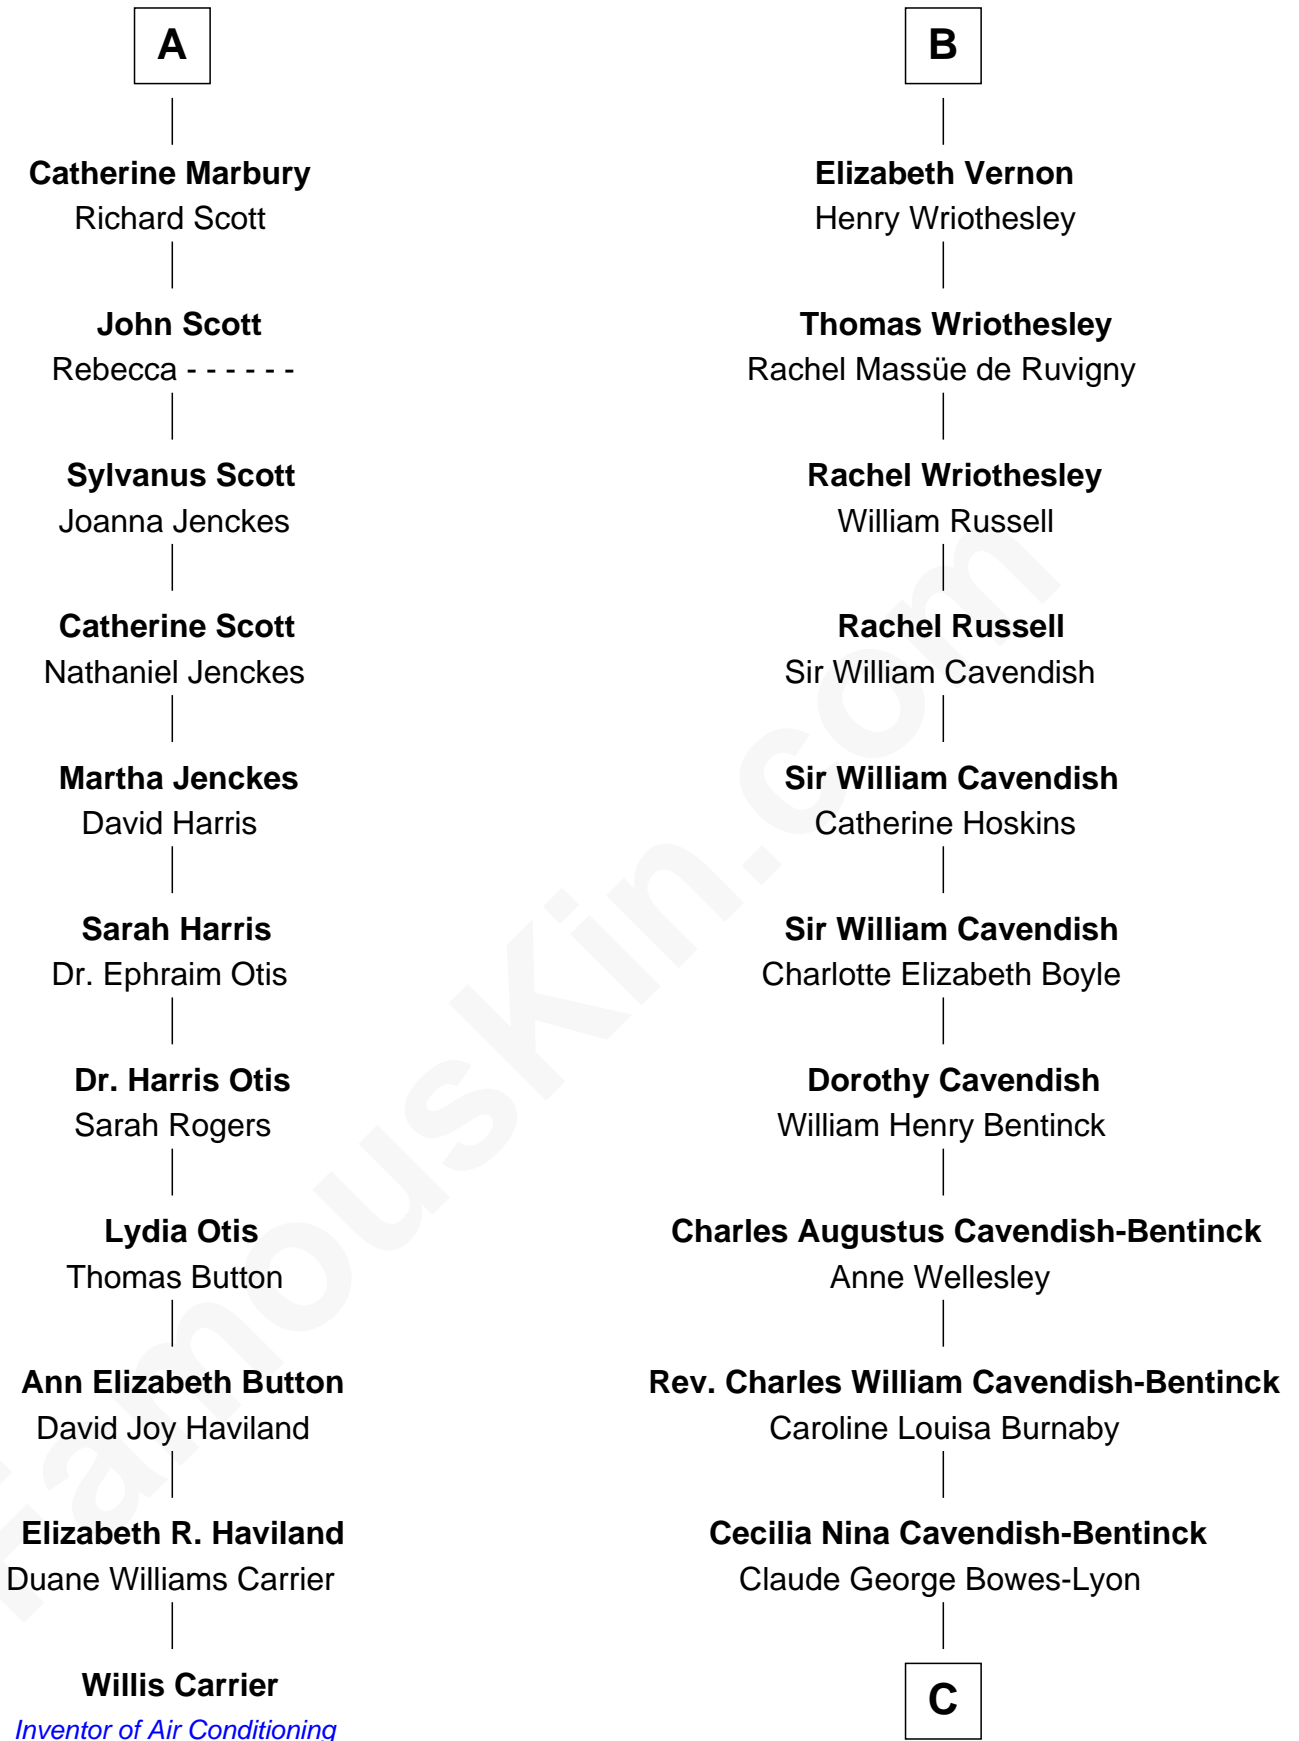 A
Catherine Marbury
Richard Scott
John Scott
Rebecca - - - - - -
Sylvanus Scott
Joanna Jenckes
Catherine Scott
Nathaniel Jenckes
Martha Jenckes
David Harris
Sarah Harris
Dr. Ephraim Otis
Dr. Harris Otis
Sarah Rogers
Lydia Otis
Thomas Button
Ann Elizabeth Button
David Joy Haviland
Elizabeth R. Haviland
Duane Williams Carrier
Willis Carrier
Inventor of Air Conditioning
B
Elizabeth Vernon
Henry Wriothesley
Thomas Wriothesley
Rachel Massüe de Ruvigny
Rachel Wriothesley
William Russell
Rachel Russell
Sir William Cavendish
Sir William Cavendish
Catherine Hoskins
Sir William Cavendish
Charlotte Elizabeth Boyle
Dorothy Cavendish
William Henry Bentinck
Charles Augustus Cavendish-Bentinck
Anne Wellesley
Rev. Charles William Cavendish-Bentinck
Caroline Louisa Burnaby
Cecilia Nina Cavendish-Bentinck
Claude George Bowes-Lyon
C
FamousKin.com